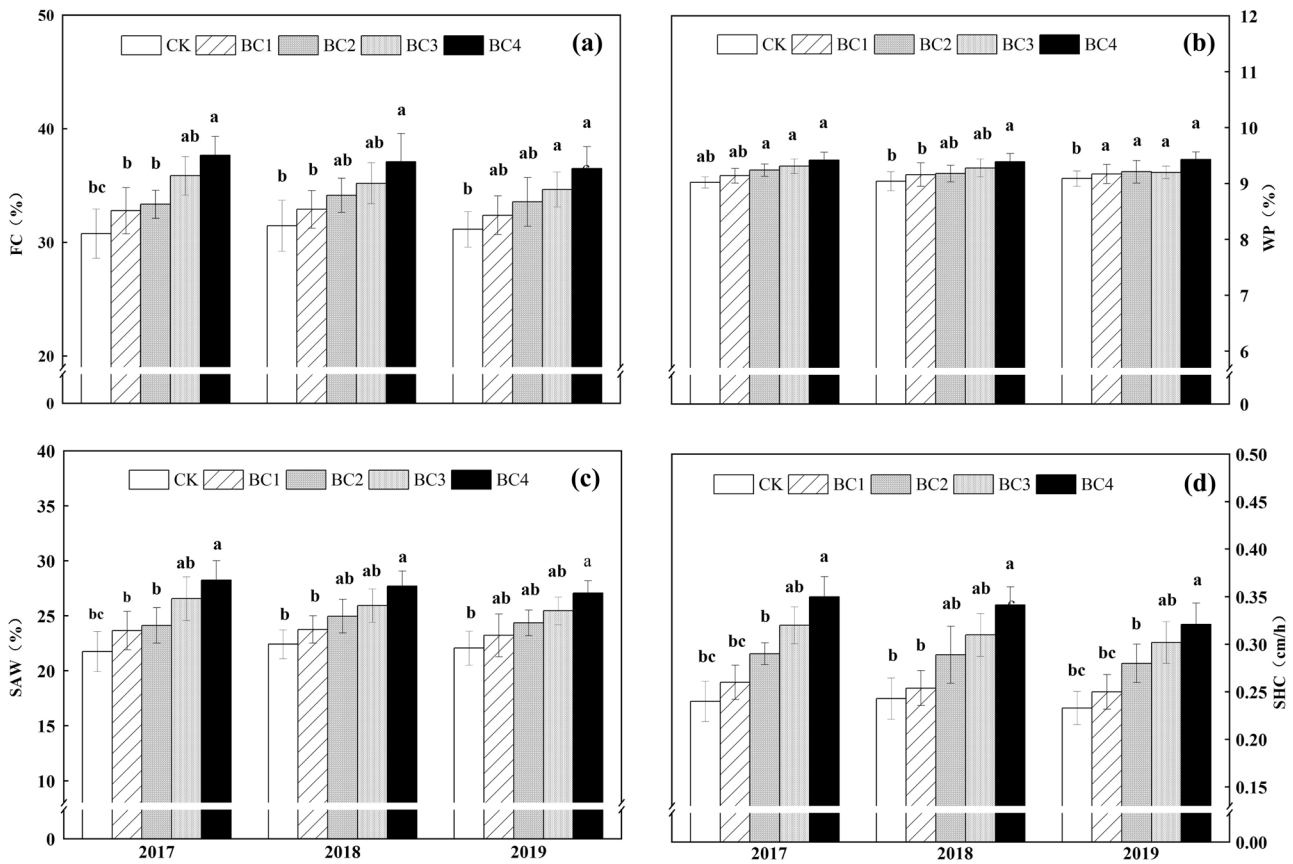 50
40
30
20
0
FC（%）
CK BC1 BC2 BC3 BC4
(a)
bc b b ab a
b b ab ab a
b ab ab a a
CK BC1 BC2 BC3 BC4
(b)
12
11
10
9
8
7
6
0
WP（%）
ab ab a a a
b b ab ab a
b a a a a
40
35
30
25
20
15
10
0
SAW（%）
CK BC1 BC2 BC3 BC4
(c)
bc b b ab a
b b ab ab a
b ab ab ab a
2017 2018 2019
CK BC1 BC2 BC3 BC4
(d)
0.50
0.45
0.40
0.35
0.30
0.25
0.20
0.15
0.00
SHC（cm/h）
bc bc b ab a
b b ab ab a
bc bc b ab a
2017 2018 2019